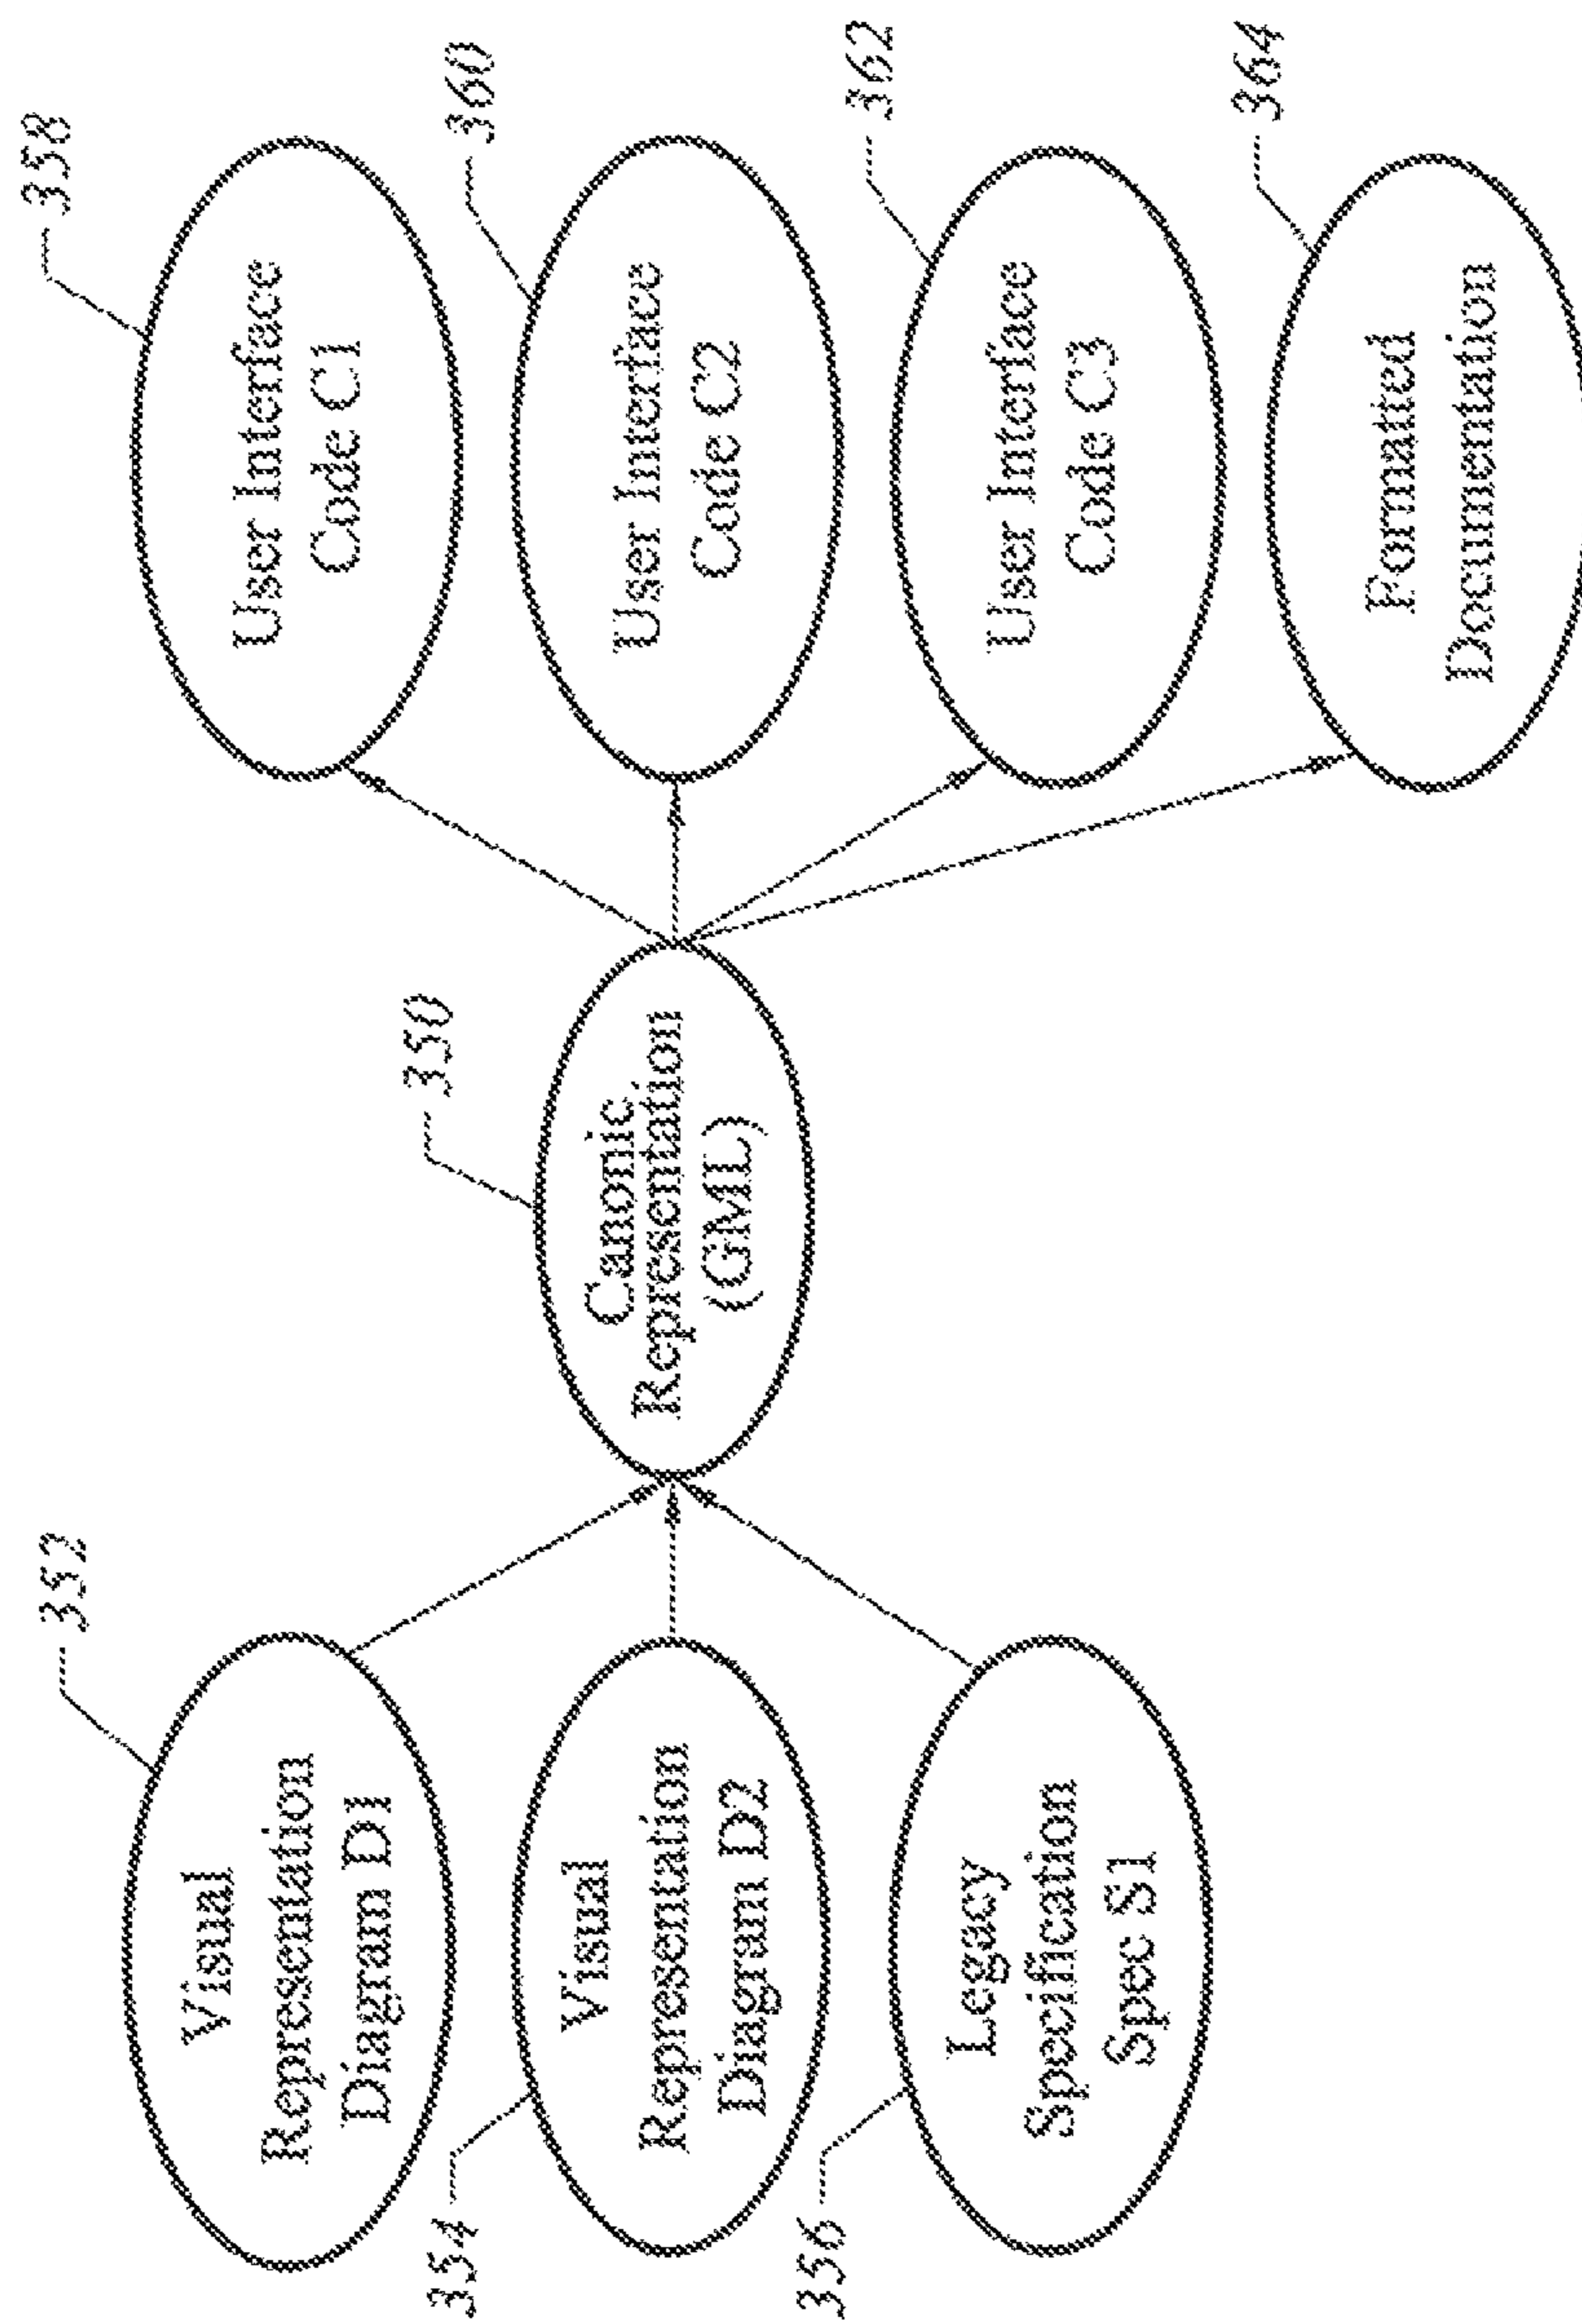 352
Visual
Representation
Diagram D1
354
Visual
Representation
Diagram D2
356
Legacy
Specification
Spec S1
350
Canonic
Representation
(GML)
358
User Interface
Code C1
360
User Interface
Code C2
362
User Interface
Code C3
364
Formatted
Documentation